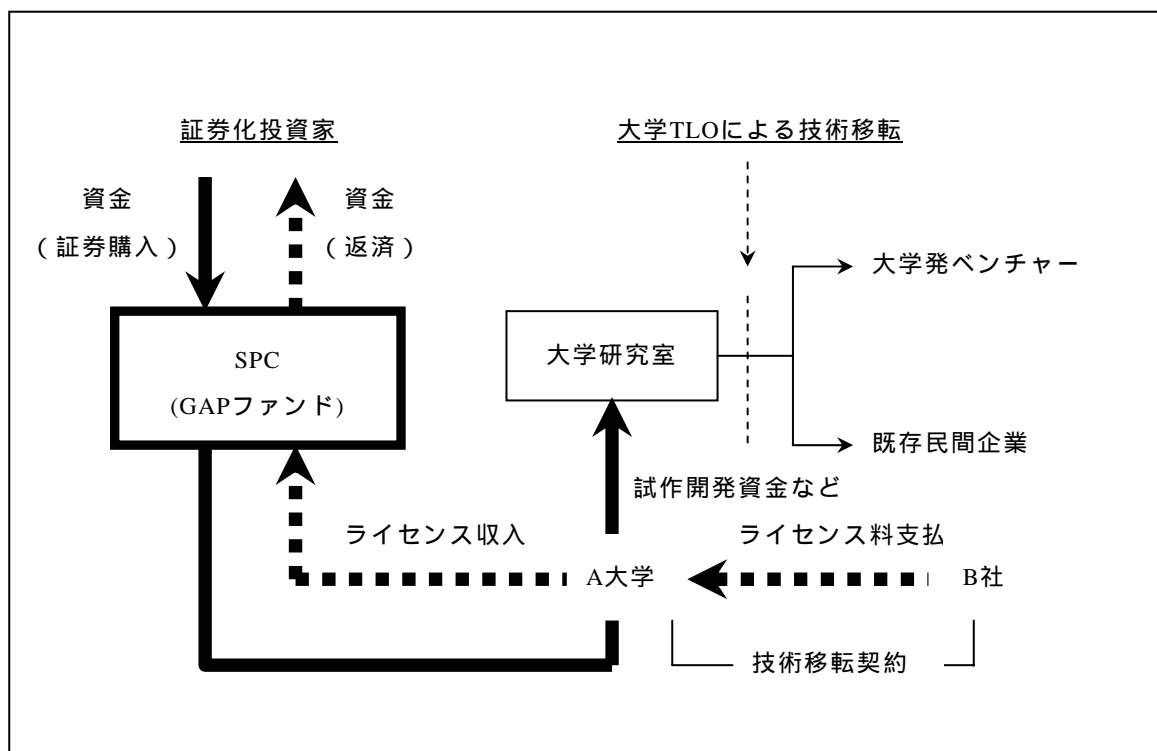 証券化投資家
大学TLOによる技術移転
資金
(証券購入)
資金
(返済)
大学発ベンチャー
SPC
(GAPファンド)
大学研究室
既存民間企業
試作開発資金など
ライセンス収入
ライセンス料支払
A大学
B社
技術移転契約